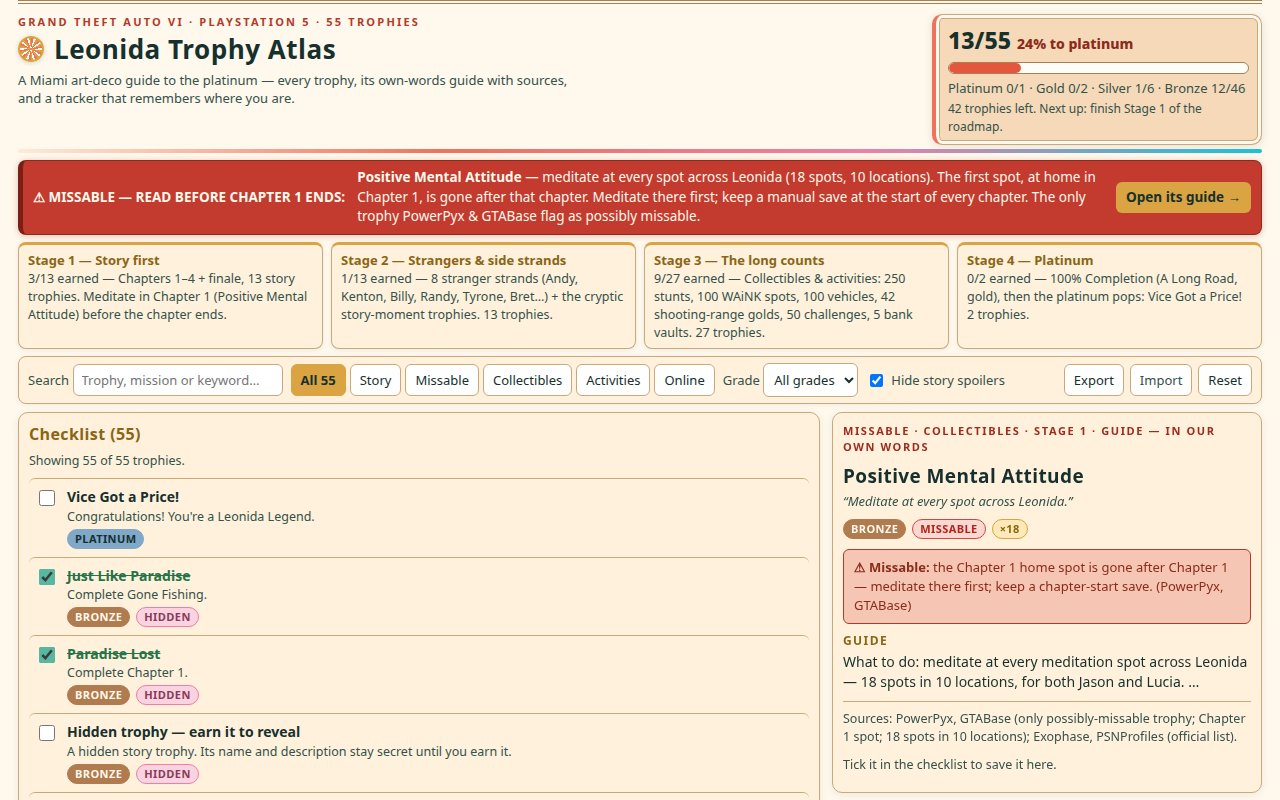 GRAND THEFT AUTO VI · PLAYSTATION 5 · 55 TROPHIES
Leonida Trophy Atlas
A Miami art-deco guide to the platinum — every trophy, its own-words guide with sources,
and a tracker that remembers where you are.
13/55 24% to platinum
Platinum 0/1 · Gold 0/2 · Silver 1/6 · Bronze 12/46
42 trophies left. Next up: finish Stage 1 of the
roadmap.
⚠ MISSABLE — READ BEFORE CHAPTER 1 ENDS:
Positive Mental Attitude — meditate at every spot across Leonida (18 spots, 10 locations). The first spot, at home in
Chapter 1, is gone after that chapter. Meditate there first; keep a manual save at the start of every chapter. The only
trophy PowerPyx & GTABase flag as possibly missable.
Open its guide →
Stage 1 — Story first
3/13 earned — Chapters 1–4 + finale, 13 story
trophies. Meditate in Chapter 1 (Positive Mental
Attitude) before the chapter ends.
Stage 2 — Strangers & side strands
1/13 earned — 8 stranger strands (Andy,
Kenton, Billy, Randy, Tyrone, Bret...) + the cryptic
story-moment trophies. 13 trophies.
Stage 3 — The long counts
9/27 earned — Collectibles & activities: 250
stunts, 100 WAiNK spots, 100 vehicles, 42
shooting-range golds, 50 challenges, 5 bank
vaults. 27 trophies.
Stage 4 — Platinum
0/2 earned — 100% Completion (A Long Road,
gold), then the platinum pops: Vice Got a Price!
2 trophies.
Search Trophy, mission or keyword... All 55 Story Missable Collectibles Activities Online Grade All grades Hide story spoilers Export Import Reset
Checklist (55)
Showing 55 of 55 trophies.
Vice Got a Price!
Congratulations! You're a Leonida Legend.
PLATINUM
Just Like Paradise
Complete Gone Fishing.
BRONZE HIDDEN
Paradise Lost
Complete Chapter 1.
BRONZE HIDDEN
Hidden trophy — earn it to reveal
A hidden story trophy. Its name and description stay secret until you earn it.
BRONZE HIDDEN
MISSABLE · COLLECTIBLES · STAGE 1 · GUIDE — IN OUR
OWN WORDS
Positive Mental Attitude
“Meditate at every spot across Leonida.”
BRONZE MISSABLE ×18
⚠ Missable: the Chapter 1 home spot is gone after Chapter 1
— meditate there first; keep a chapter-start save. (PowerPyx,
GTABase)
GUIDE
What to do: meditate at every meditation spot across Leonida
— 18 spots in 10 locations, for both Jason and Lucia. ...
Sources: PowerPyx, GTABase (only possibly-missable trophy; Chapter
1 spot; 18 spots in 10 locations); Exophase, PSNProfiles (official list).
Tick it in the checklist to save it here.